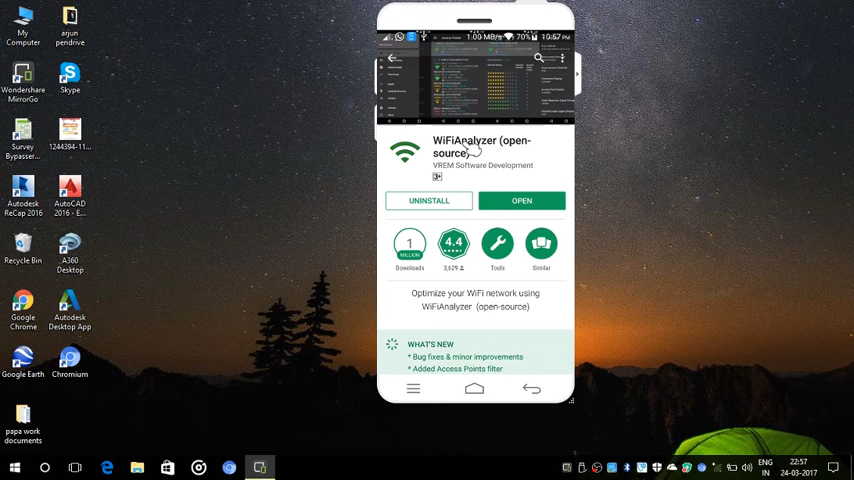 My
Computer
arjun
pendrive
Wondershare
MirrorGo
Skype
Survey
Bypasser...
1244394-11...
Autodesk
ReCap 2016
AutoCAD
2016 - E...
Recycle Bin
A360
Desktop
Google
Chrome
Autodesk
Desktop App
Google Earth
Chromium
papa work
documents
1.00 MB/s
70%
10:57 PM
WiFiAnalyzer (open-
source)
VREM Software Development
3+
UNINSTALL
OPEN
1
MILLION
Downloads
4.4
3,629
Tools
Similar
Optimize your WiFi network using
WiFiAnalyzer (open-source)
WHAT'S NEW
* Bug fixes & minor improvements
* Added Access Points filter
ENG
IN
22:57
24-03-2017